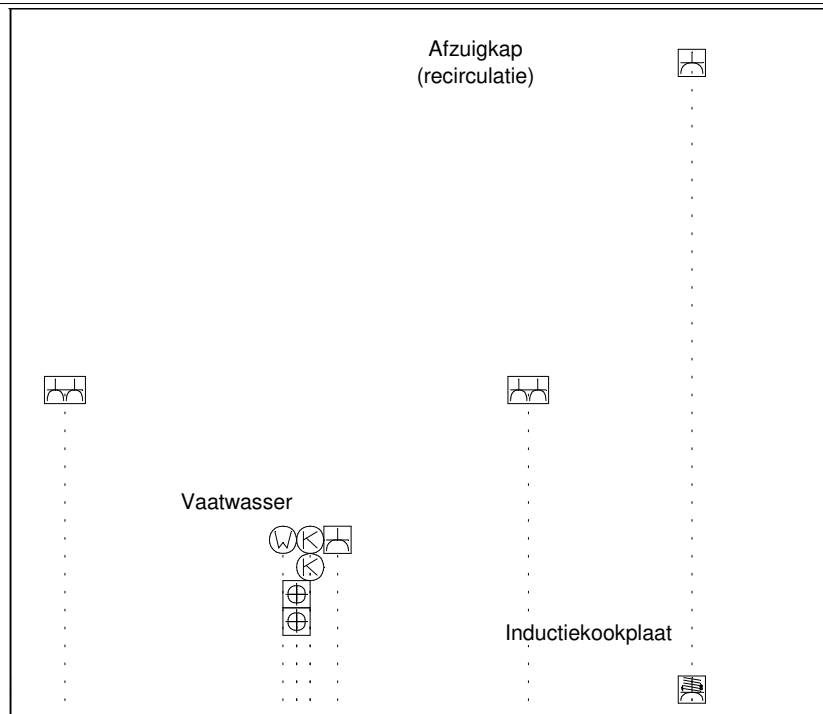 Afzuigkap
(recirculatie)
Vaatwasser
W K
K
Inductiekookplaat